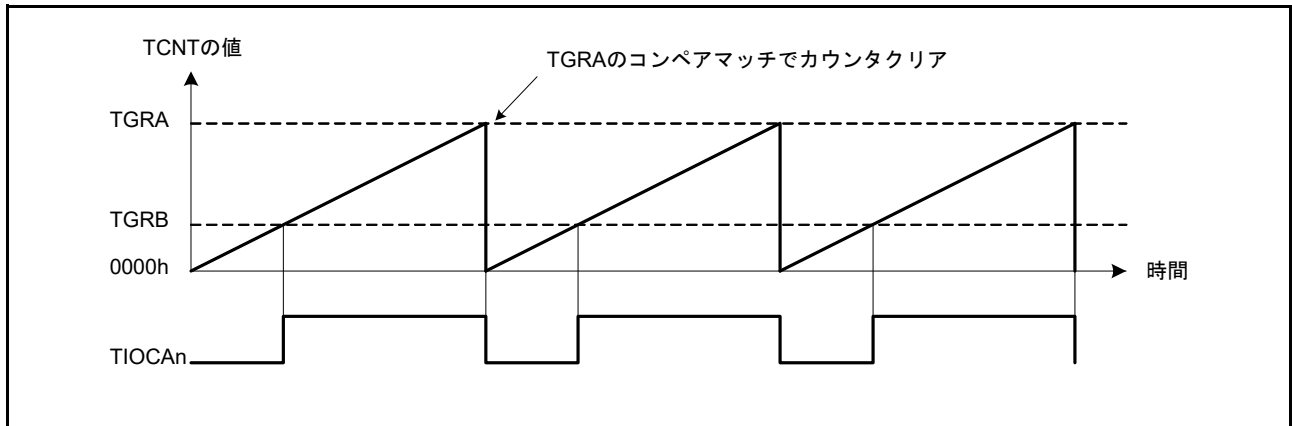 TCNTの値
TGRAのコンペアマッチでカウンタクリア
TGRA
TGRB
0000h
時間
TIOCAn